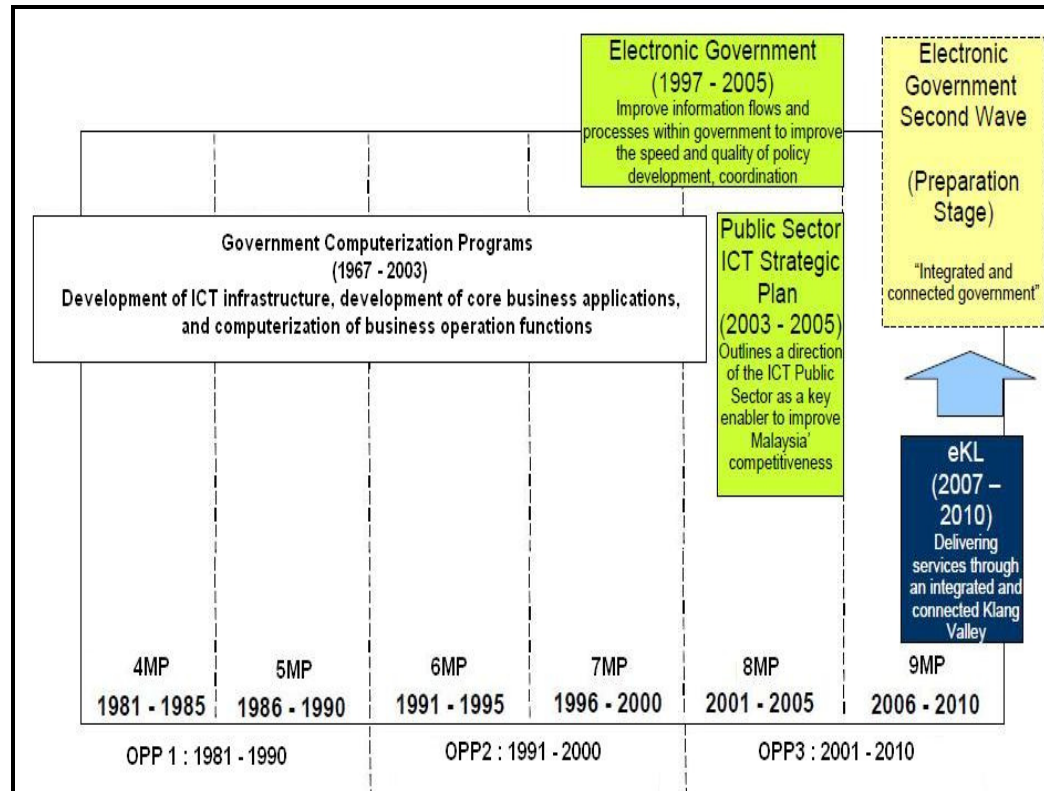 Electronic Government
(1997 - 2005)
Improve information flows and
processes within government to improve
the speed and quality of policy
development, coordination
Electronic
Government
Second Wave
(Preparation
Stage)
"Integrated and
connected government"
Government Computerization Programs
(1967 - 2003)
Development of ICT infrastructure, development of core business applications,
and computerization of business operation functions
Public Sector
ICT Strategic
Plan
(2003 - 2005)
Outlines a direction
of the ICT Public
Sector as a key
enabler to improve
Malaysia'
competitiveness
eKL
(2007 –
2010)
Delivering
services through
an integrated and
connected Klang
Valley
4MP
1981 - 1985
5MP
1986 - 1990
6MP
1991 - 1995
7MP
1996 - 2000
8MP
2001 - 2005
9MP
2006 - 2010
OPP 1 : 1981 - 1990
OPP2 : 1991 - 2000
OPP3 : 2001 - 2010